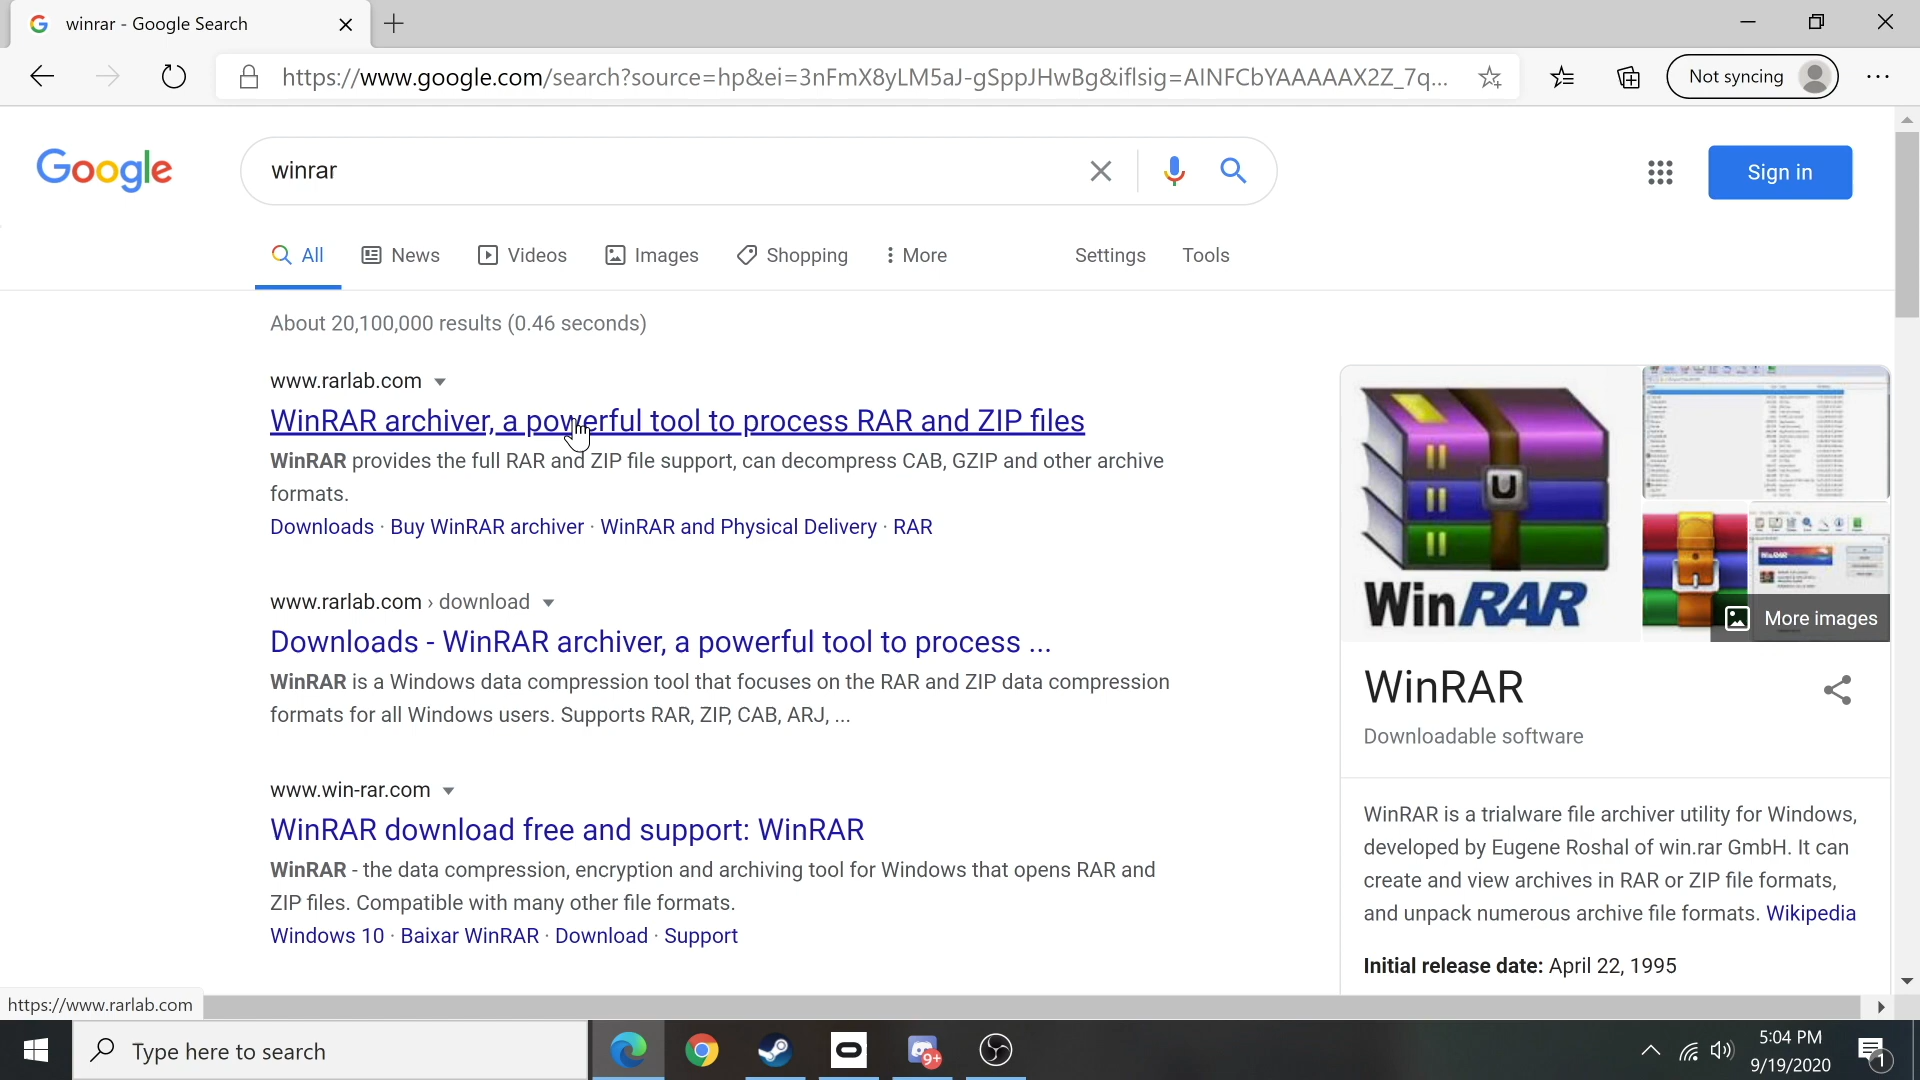 winrar - Google Search
https://www.google.com/search?source=hp&ei=3nFmX8yLM5aJ-gSppJHwBg&iflsig=AINFCbYAAAAAX2Z_7q...
Not syncing
Google
winrar
Sign in
All
News
Videos
Images
Shopping
More
Settings
Tools
About 20,100,000 results (0.46 seconds)
www.rarlab.com
WinRAR archiver, a powerful tool to process RAR and ZIP files
WinRAR provides the full RAR and ZIP file support, can decompress CAB, GZIP and other archive
formats.
Downloads · Buy WinRAR archiver · WinRAR and Physical Delivery · RAR
www.rarlab.com › download
Downloads - WinRAR archiver, a powerful tool to process ...
WinRAR is a Windows data compression tool that focuses on the RAR and ZIP data compression
formats for all Windows users. Supports RAR, ZIP, CAB, ARJ, ...
www.win-rar.com
WinRAR download free and support: WinRAR
WinRAR - the data compression, encryption and archiving tool for Windows that opens RAR and
ZIP files. Compatible with many other file formats.
Windows 10 · Baixar WinRAR · Download · Support
WinRAR
WinRAR
More images
WinRAR
Downloadable software
WinRAR is a trialware file archiver utility for Windows,
developed by Eugene Roshal of win.rar GmbH. It can
create and view archives in RAR or ZIP file formats,
and unpack numerous archive file formats. Wikipedia
Initial release date: April 22, 1995
https://www.rarlab.com
Type here to search
9+
5:04 PM
9/19/2020
1